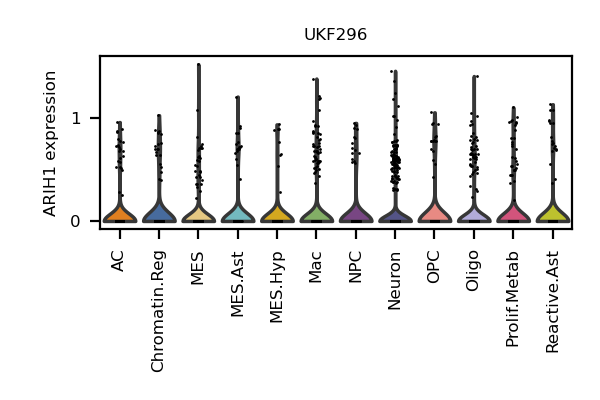 UKF296
ARIH1 expression
1
0
AC
Chromatin.Reg
MES
MES.Ast
MES.Hyp
Mac
NPC
Neuron
OPC
Oligo
Prolif.Metab
Reactive.Ast